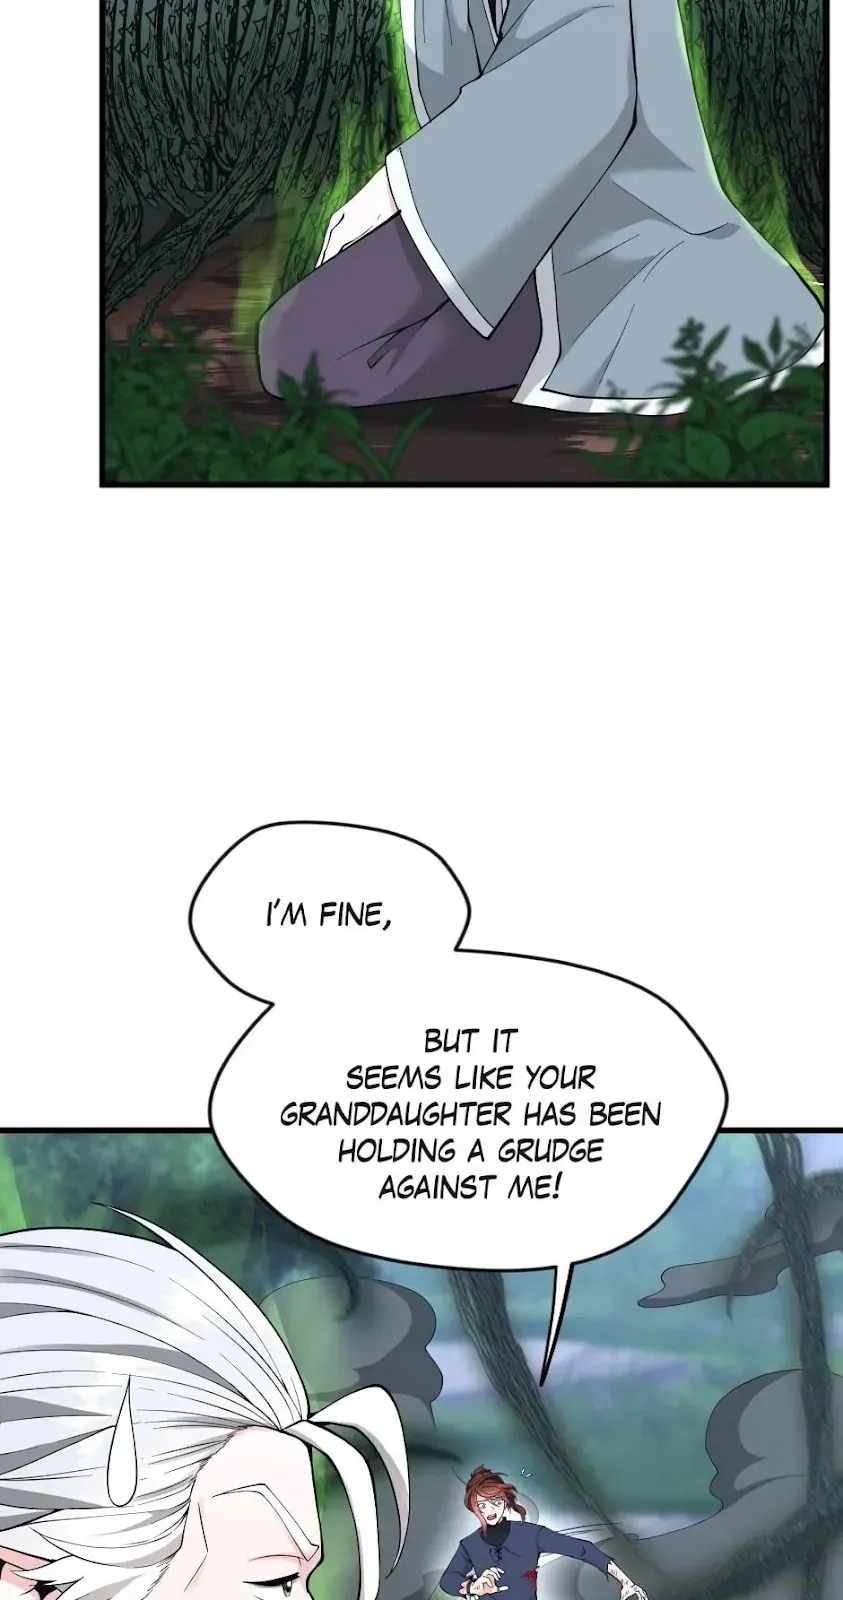 I'M FINE,
BUT IT
SEEMS LIKE YOUR
GRANDDAUGHTER HAS BEEN
HOLDING A GRUDGE
AGAINST ME!